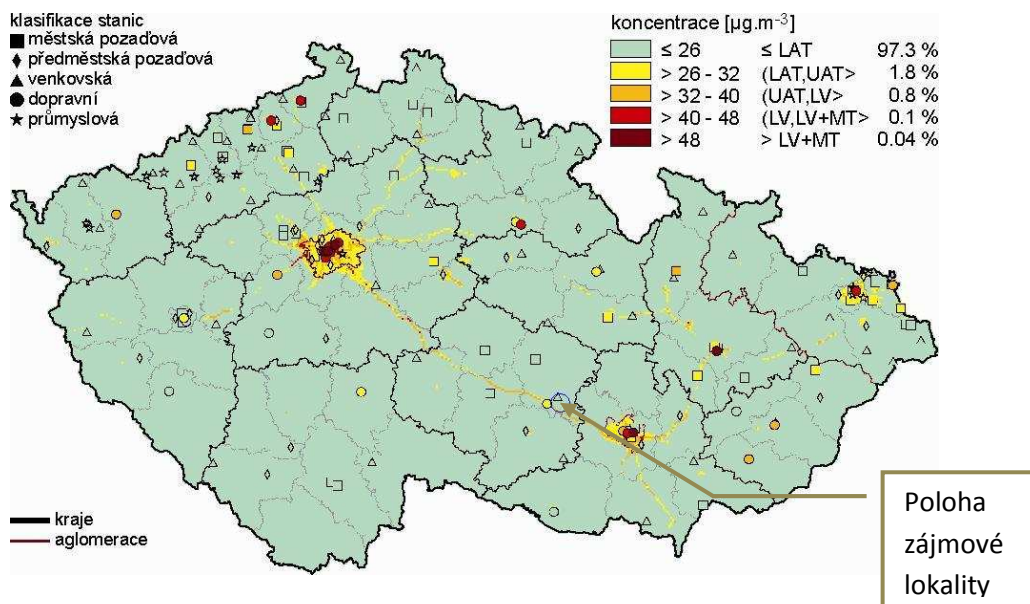 klasifikace stanic
městská pozaďová
předměstská pozaďová
venkovská
dopravní
průmyslová
koncentrace [µg.m⁻³]
≤ 26 ≤ LAT 97.3 %
> 26 - 32 (LAT,UAT> 1.8 %
> 32 - 40 (UAT,LV> 0.8 %
> 40 - 48 (LV,LV+MT> 0.1 %
> 48 > LV+MT 0.04 %
kraje
aglomerace
Poloha
zájmové
lokality